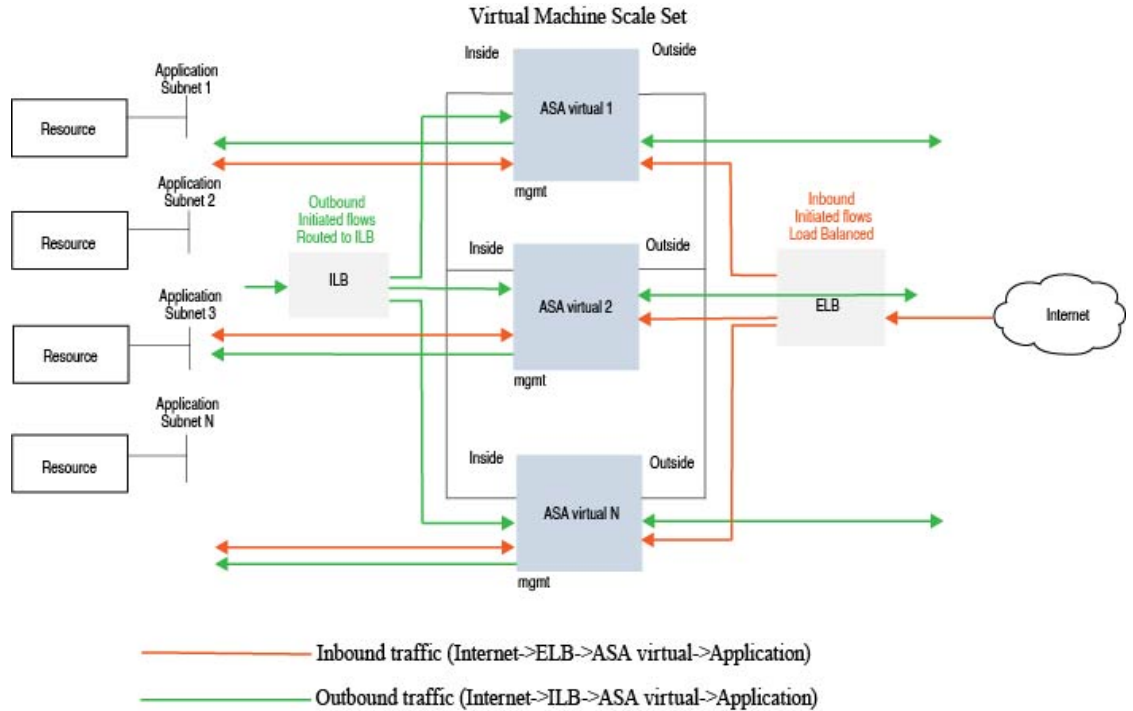 Virtual Machine Scale Set
Inside
Outside
Application
Subnet 1
Resource
ASA virtual 1
mgmt
Application
Subnet 2
Resource
Outbound
Initiated flows
Routed to ILB
Inbound
Initiated flows
Load Balanced
Inside
Outside
ILB
ASA virtual 2
ELB
Internet
Application
Subnet 3
Resource
mgmt
Application
Subnet N
Resource
Inside
Outside
ASA virtual N
mgmt
Inbound traffic (Internet->ELB->ASA virtual->Application)
Outbound traffic (Internet->ILB->ASA virtual->Application)